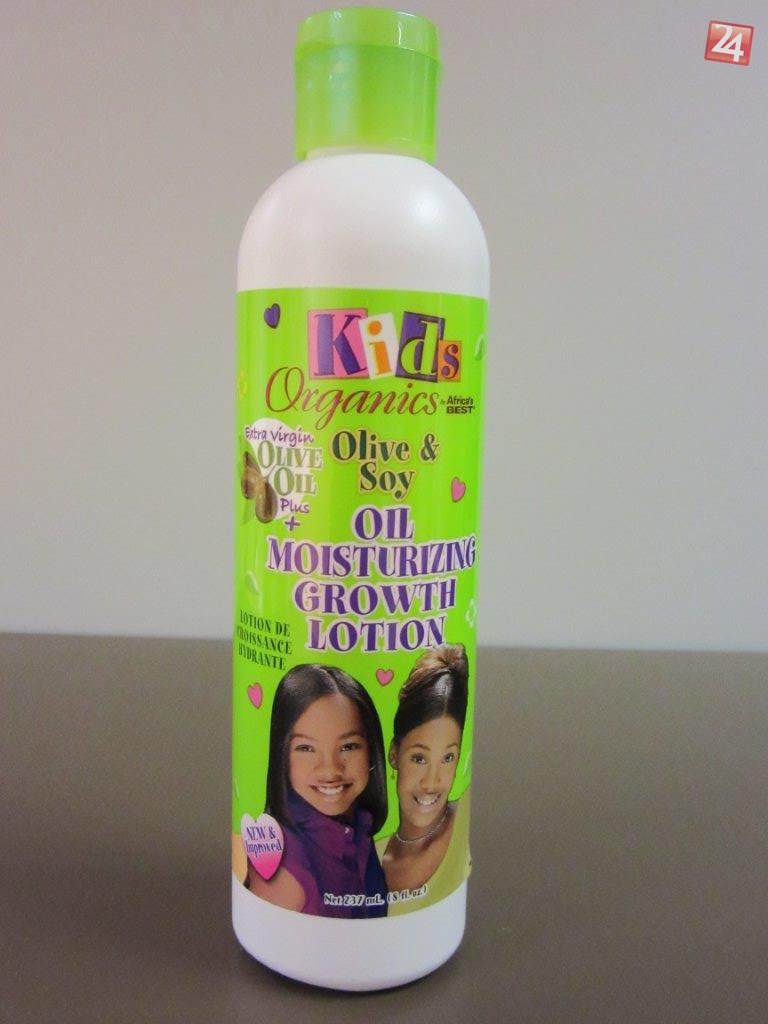 24
Kids
Organics by Africa's
BEST®
Extra Virgin
OLIVE
OIL
Plus
+
Olive &
Soy
OIL
MOISTURIZING
GROWTH
LOTION
LOTION DE
CROISSANCE
HYDRANTE
NEW &
Improved
Net 237 mL (8 fl. oz.)